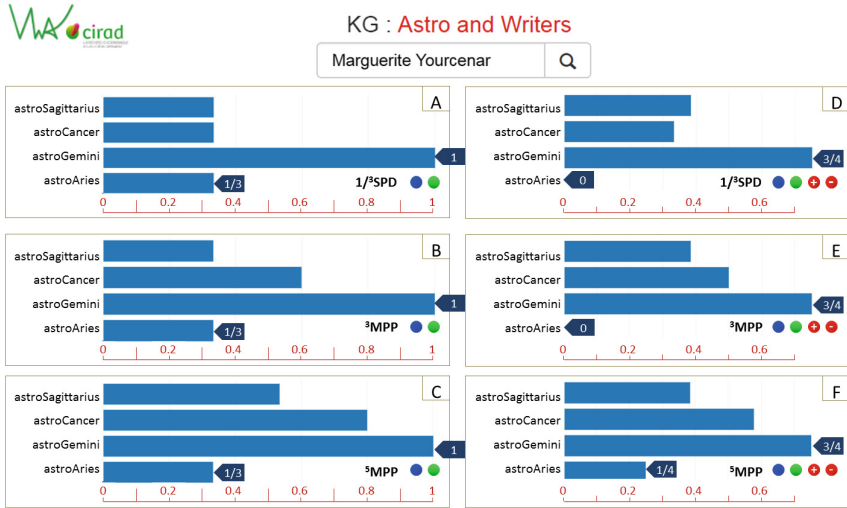 cirad
KG : Astro and Writers
Marguerite Yourcenar
A
astroSagittarius
astroCancer
astroGemini
1
astroAries
1/3
1/³SPD
0 0.2 0.4 0.6 0.8 1
D
astroSagittarius
astroCancer
astroGemini
3/4
astroAries
0
1/³SPD
+ -
0 0.2 0.4 0.6
B
astroSagittarius
astroCancer
astroGemini
1
astroAries
1/3
³MPP
0 0.2 0.4 0.6 0.8 1
E
astroSagittarius
astroCancer
astroGemini
3/4
astroAries
0
³MPP
+ -
0 0.2 0.4 0.6
C
astroSagittarius
astroCancer
astroGemini
1
astroAries
1/3
⁵MPP
0 0.2 0.4 0.6 0.8 1
F
astroSagittarius
astroCancer
astroGemini
3/4
astroAries
1/4
⁵MPP
+ -
0 0.2 0.4 0.6